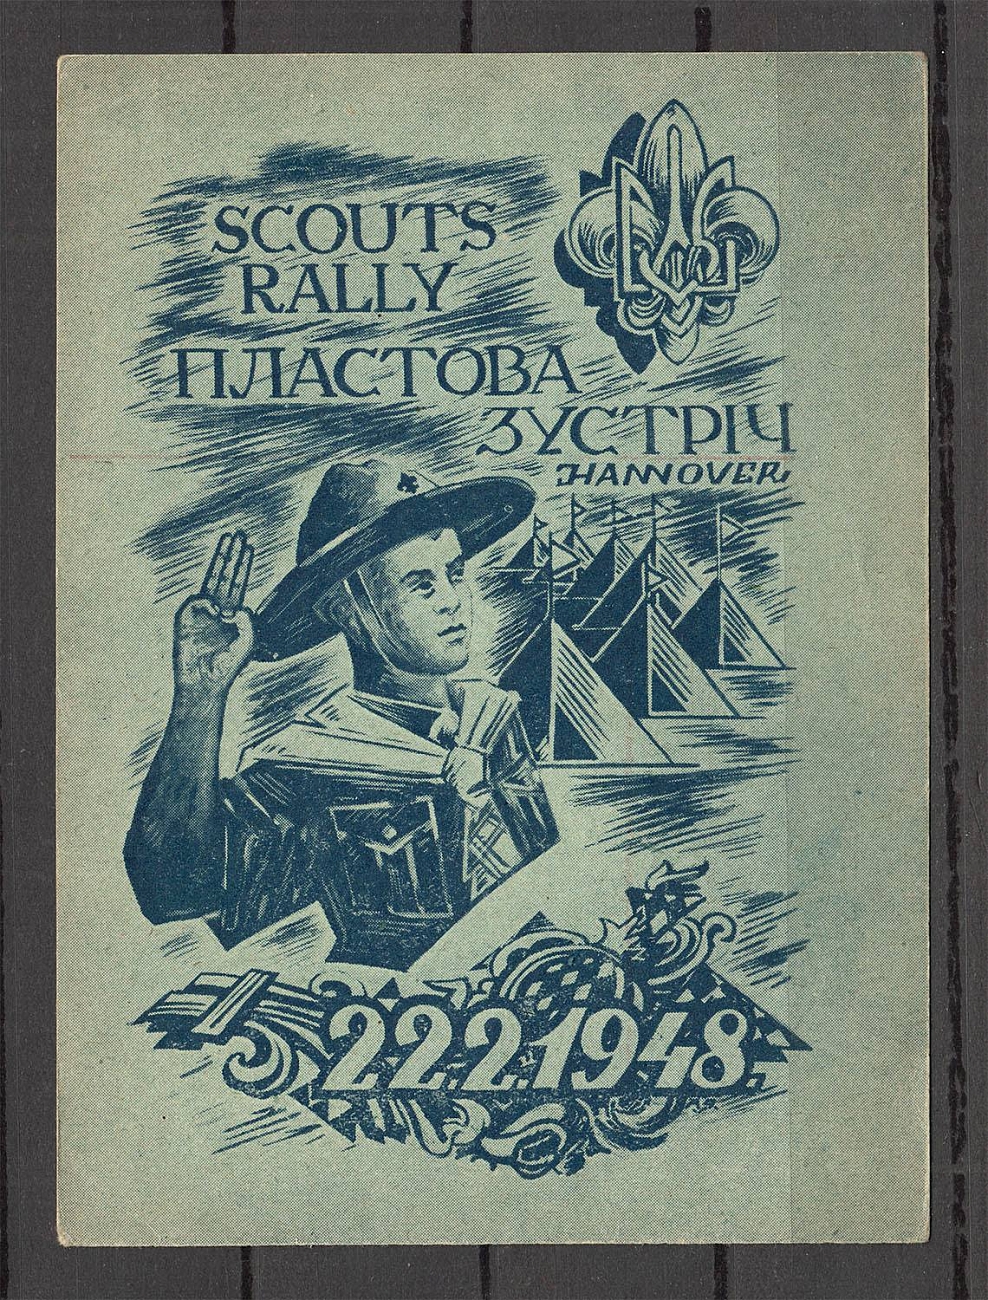 SCOUTS
RALLY
ПЛАСТОВА
ЗУСТРІЧ
HANNOVER.
22.2.1948.